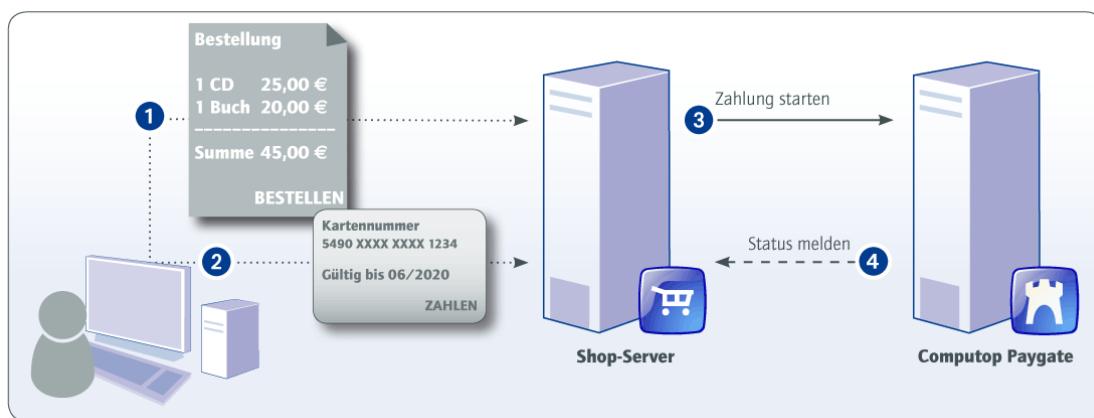 Bestellung
1 CD 25,00 €
1 Buch 20,00 €
________________
Summe 45,00 €
BESTELLEN
1
Kartennummer
5490 XXXX XXXX 1234
Gültig bis 06/2020
ZAHLEN
2
3
Zahlung starten
Status melden
4
Shop-Server
Computop Paygate